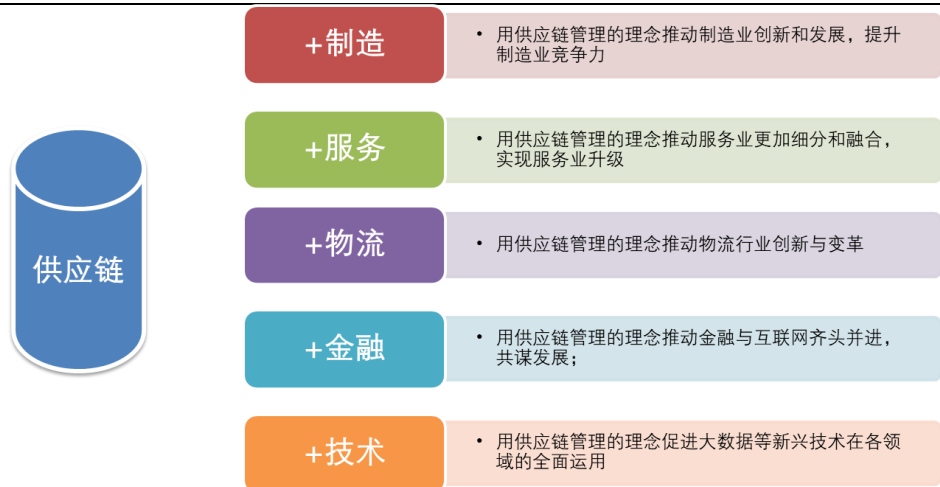 供应链
+制造
• 用供应链管理的理念推动制造业创新和发展，提升
制造业竞争力
+服务
• 用供应链管理的理念推动服务业更加细分和融合，
实现服务业升级
+物流
• 用供应链管理的理念推动物流行业创新与变革
+金融
• 用供应链管理的理念推动金融与互联网齐头并进，
共谋发展；
+技术
• 用供应链管理的理念促进大数据等新兴技术在各领
域的全面运用